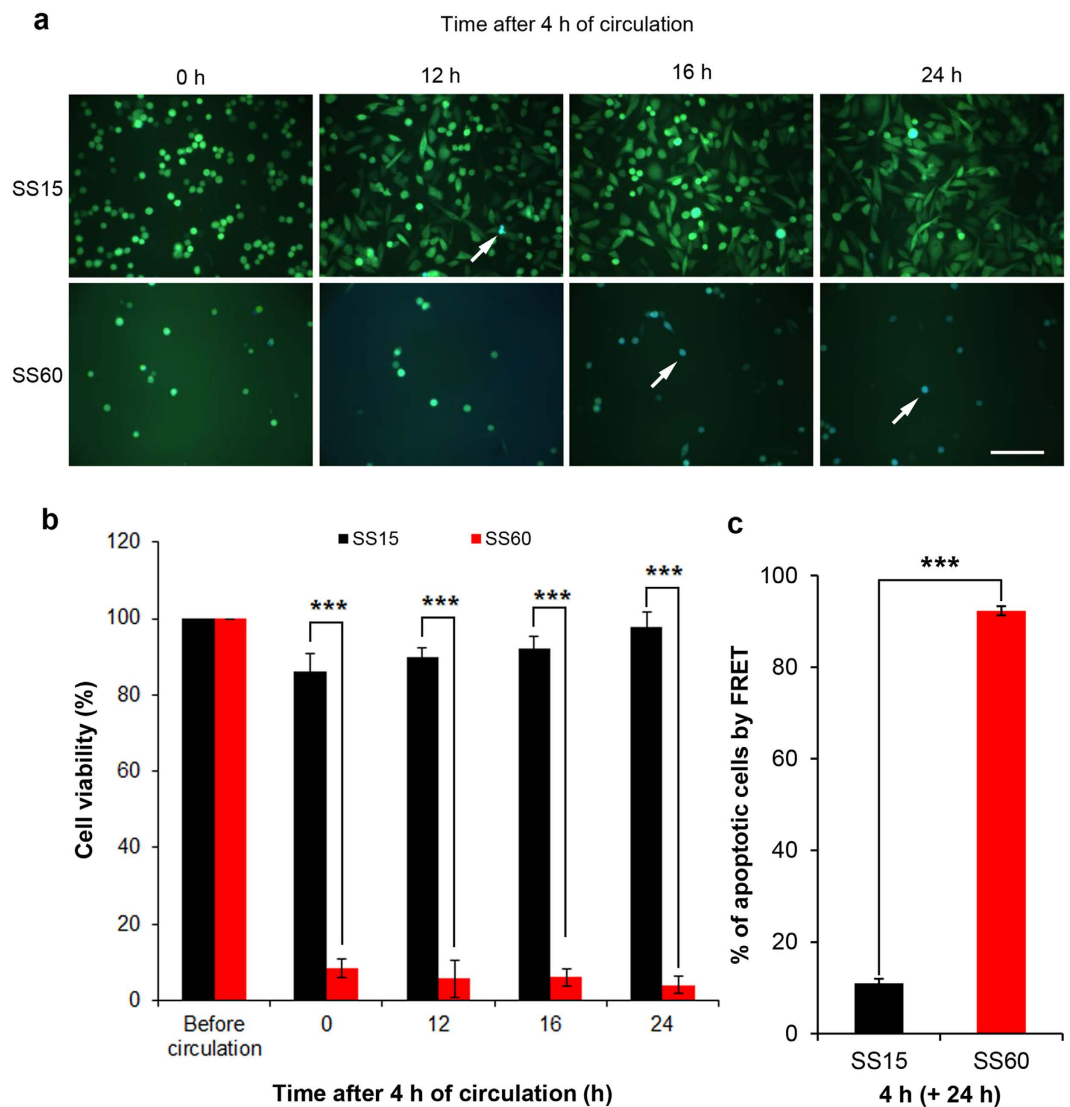 a
Time after 4 h of circulation
0 h 12 h 16 h 24 h
SS15
SS60
b
SS15 SS60
Cell viability (%)
120
100
80
60
40
20
0
*** *** *** ***
Before circulation 0 12 16 24
Time after 4 h of circulation (h)
c
% of apoptotic cells by FRET
100
80
60
40
20
0
***
SS15 SS60
4 h (+ 24 h)